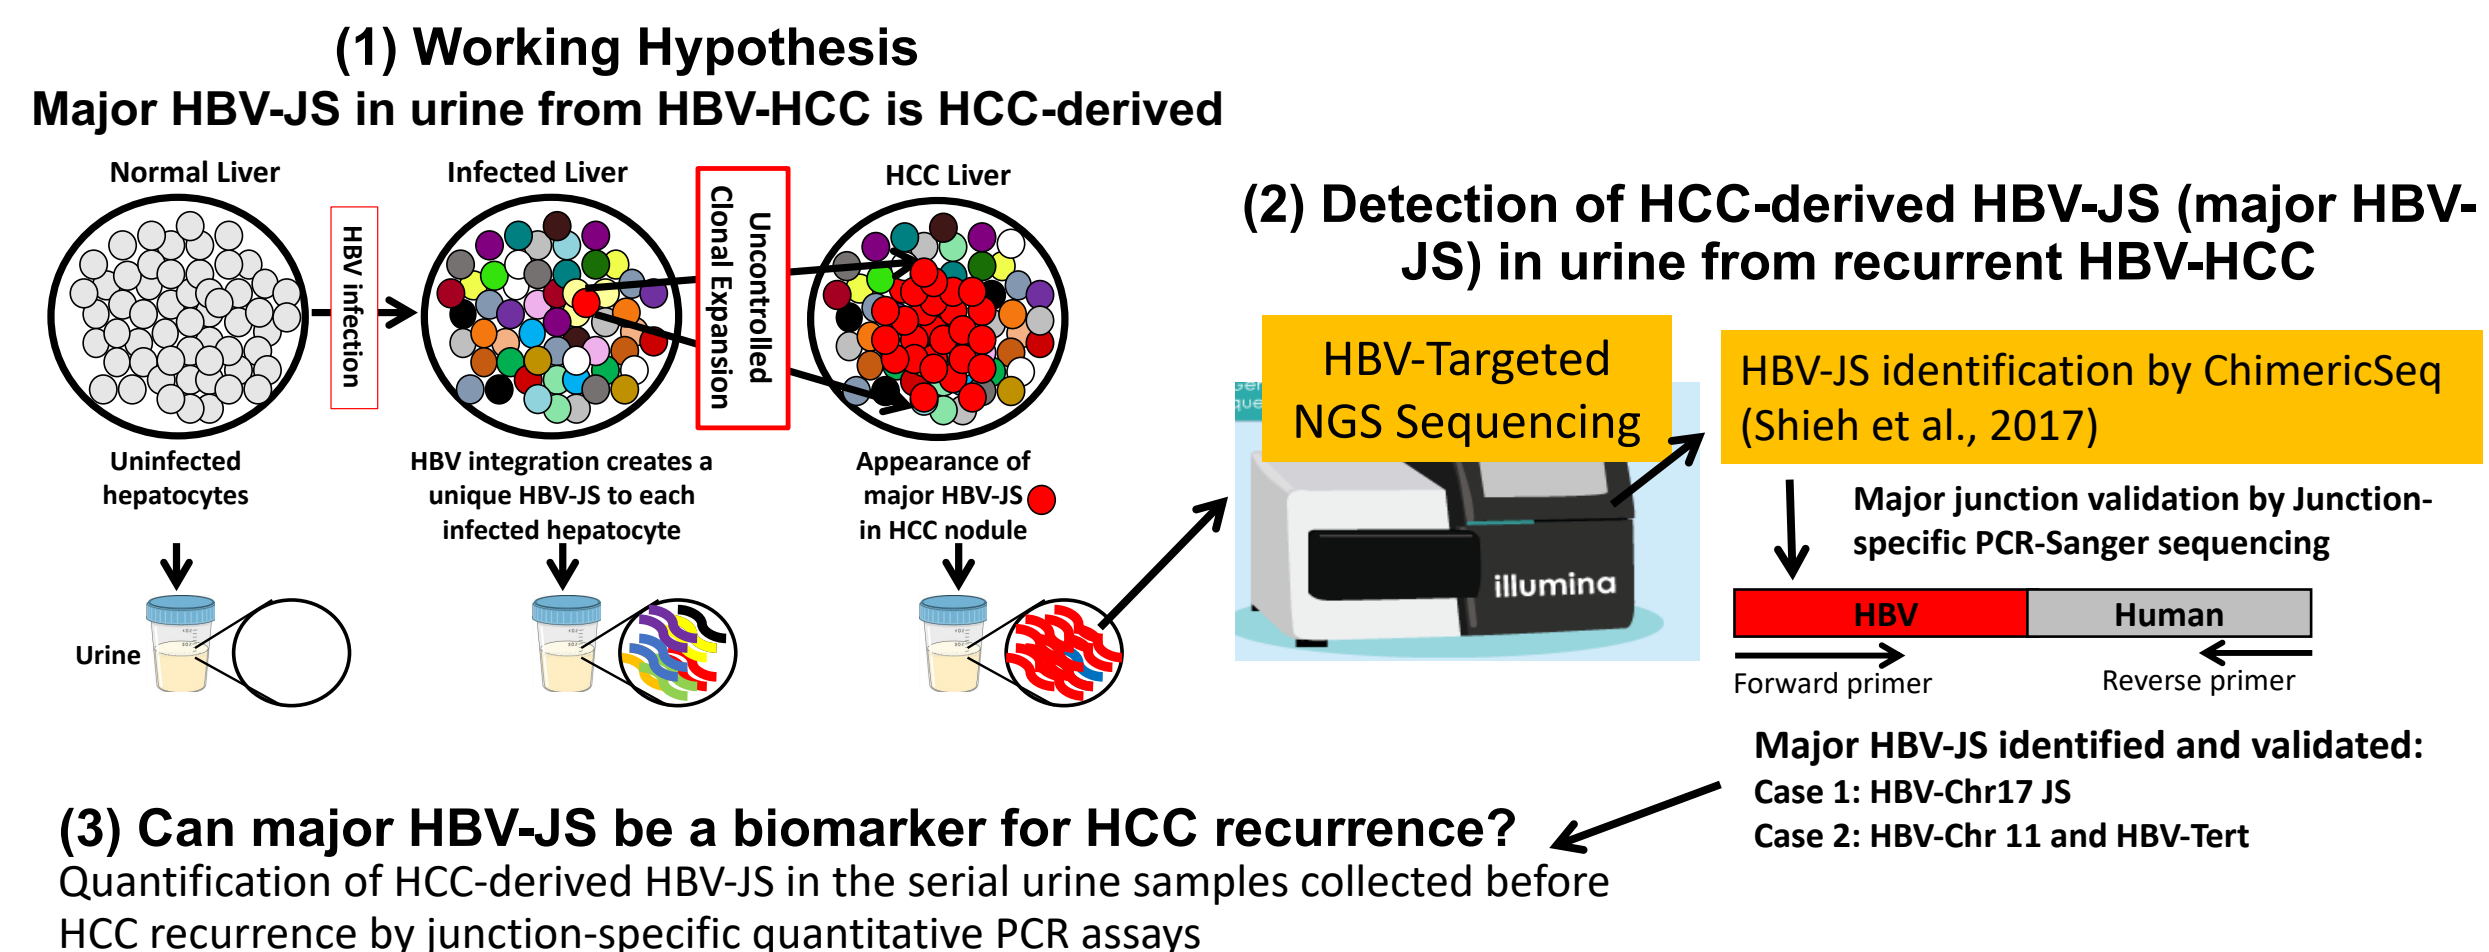 (1) Working Hypothesis
Major HBV-JS in urine from HBV-HCC is HCC-derived
Normal Liver
HBV infection
Infected Liver
Uncontrolled
Clonal Expansion
HCC Liver
Uninfected
hepatocytes
HBV integration creates a
unique HBV-JS to each
infected hepatocyte
Appearance of
major HBV-JS
in HCC nodule
Urine
(2) Detection of HCC-derived HBV-JS (major HBV-
JS) in urine from recurrent HBV-HCC
HBV-Targeted
NGS Sequencing
illumina
HBV-JS identification by ChimericSeq
(Shieh et al., 2017)
Major junction validation by Junction-
specific PCR-Sanger sequencing
HBV
Human
Forward primer
Reverse primer
Major HBV-JS identified and validated:
Case 1: HBV-Chr17 JS
Case 2: HBV-Chr 11 and HBV-Tert
(3) Can major HBV-JS be a biomarker for HCC recurrence?
Quantification of HCC-derived HBV-JS in the serial urine samples collected before
HCC recurrence by junction-specific quantitative PCR assays